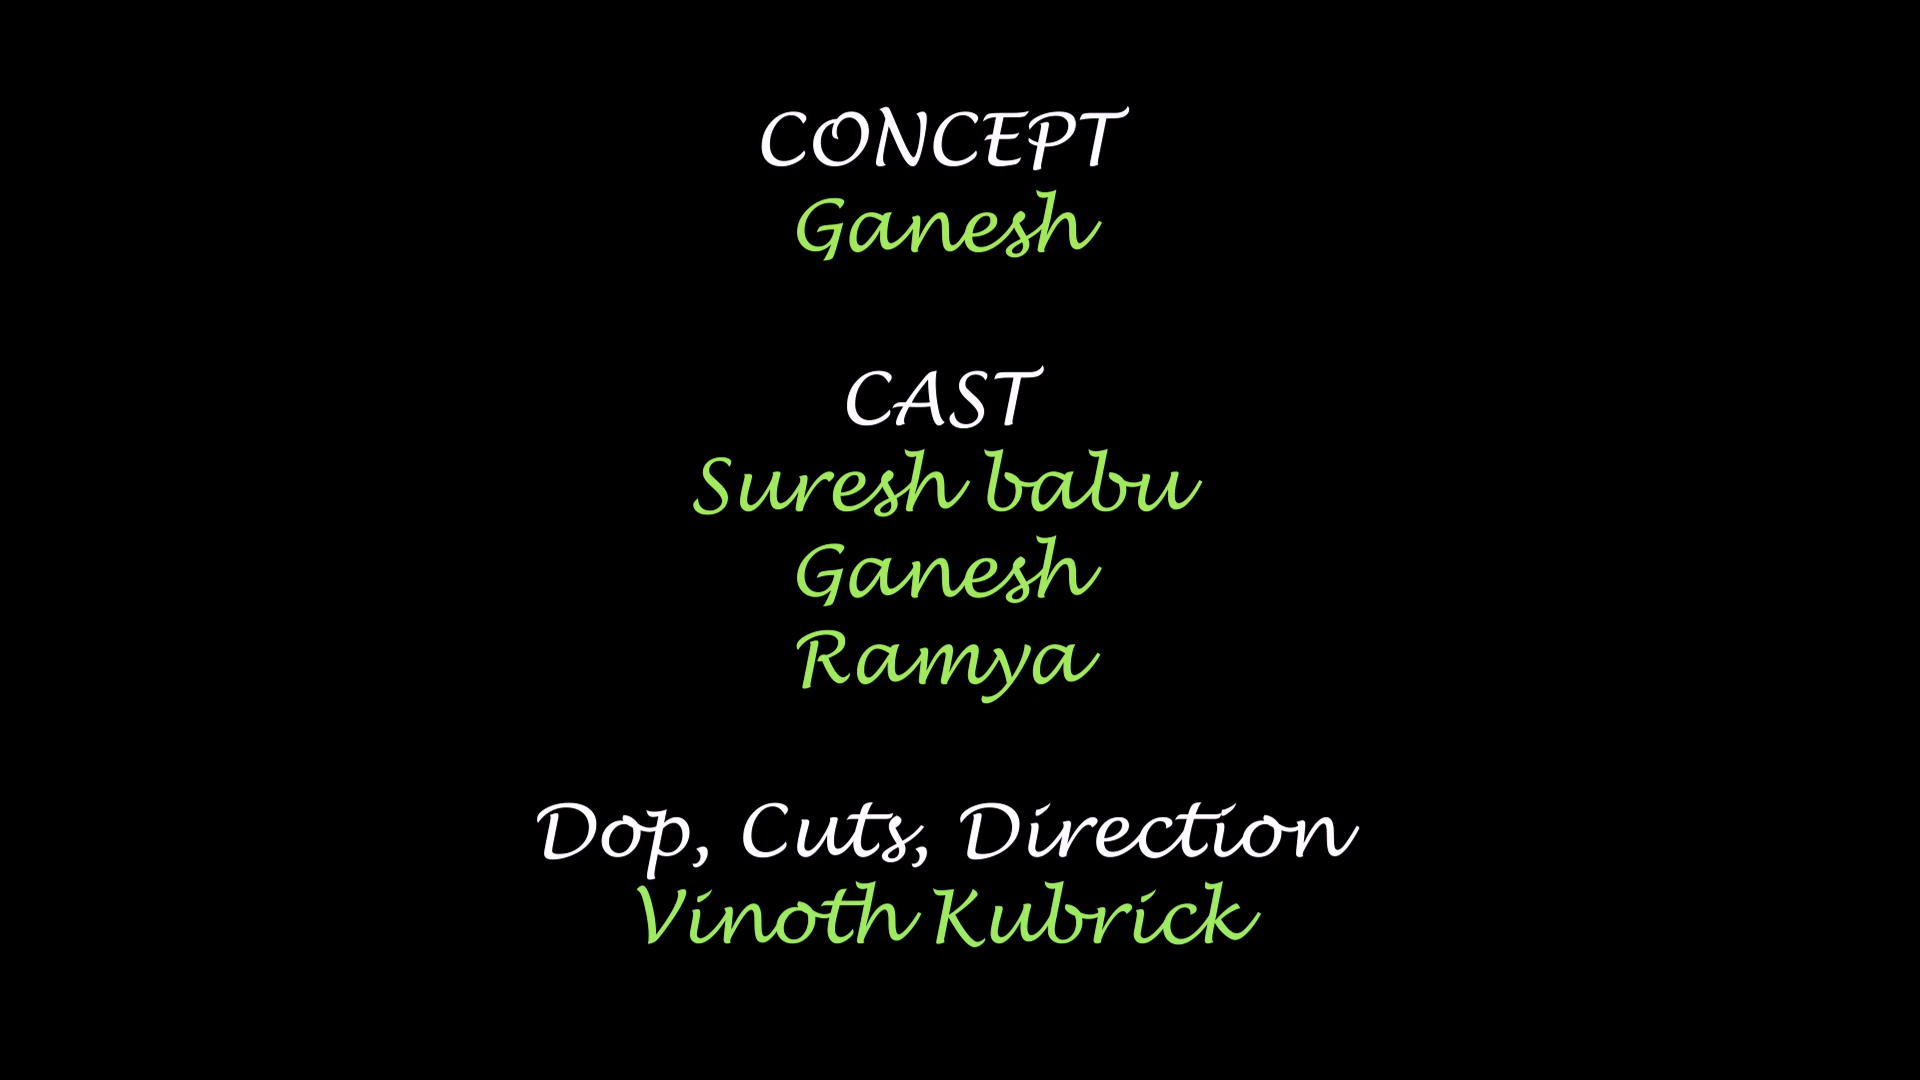 CONCEPT
Ganesh
CAST
Suresh babu
Ganesh
Ramya
Dop, Cuts, Direction
Vinoth Kubrick